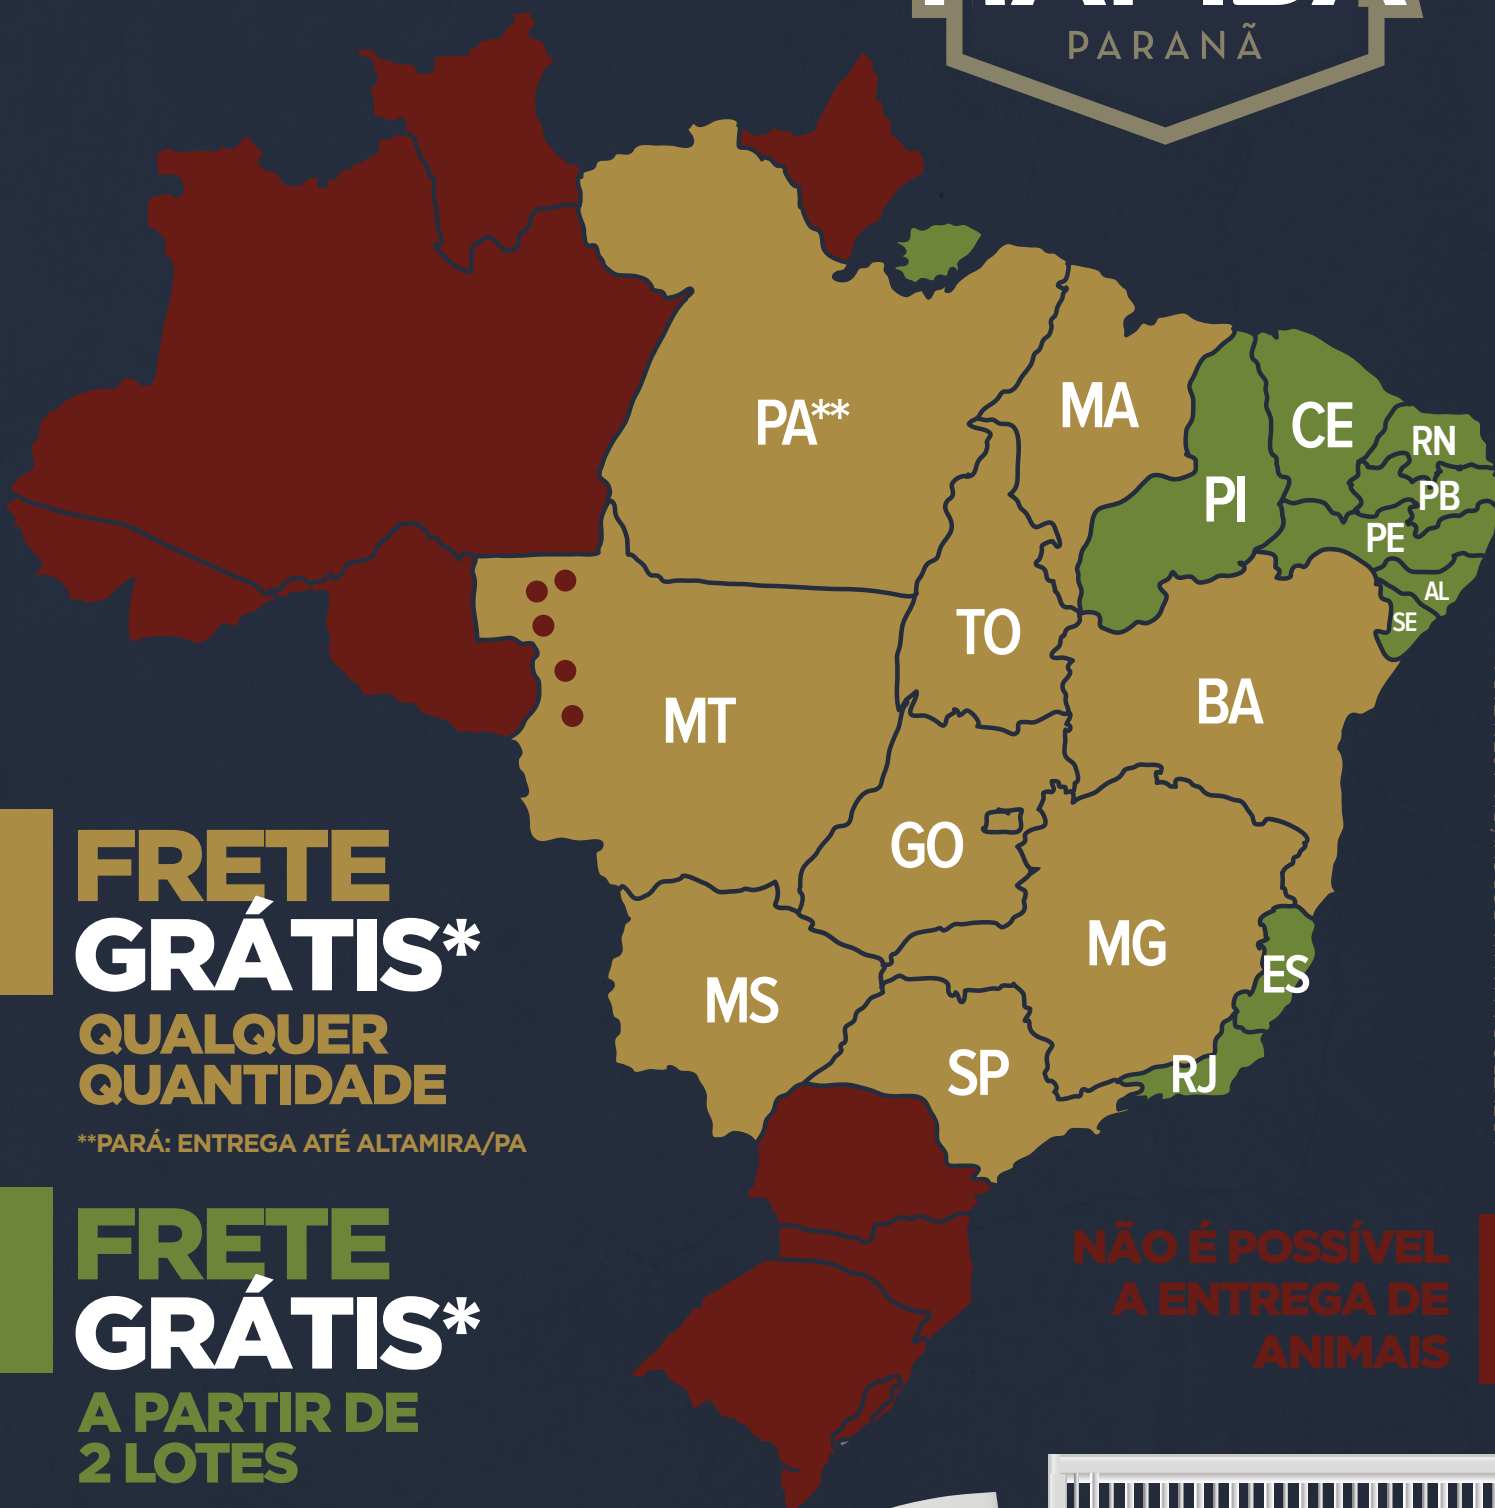 PARANÃ
PA**
MA
CE
RN
PI
PB
PE
AL
SE
TO
BA
MT
GO
MG
ES
MS
SP
RJ
FRETE
GRÁTIS*
QUALQUER
QUANTIDADE
**PARÁ: ENTREGA ATÉ ALTAMIRA/PA
FRETE
GRÁTIS*
A PARTIR DE
2 LOTES
NÃO É POSSÍVEL
A ENTREGA DE
ANIMAIS